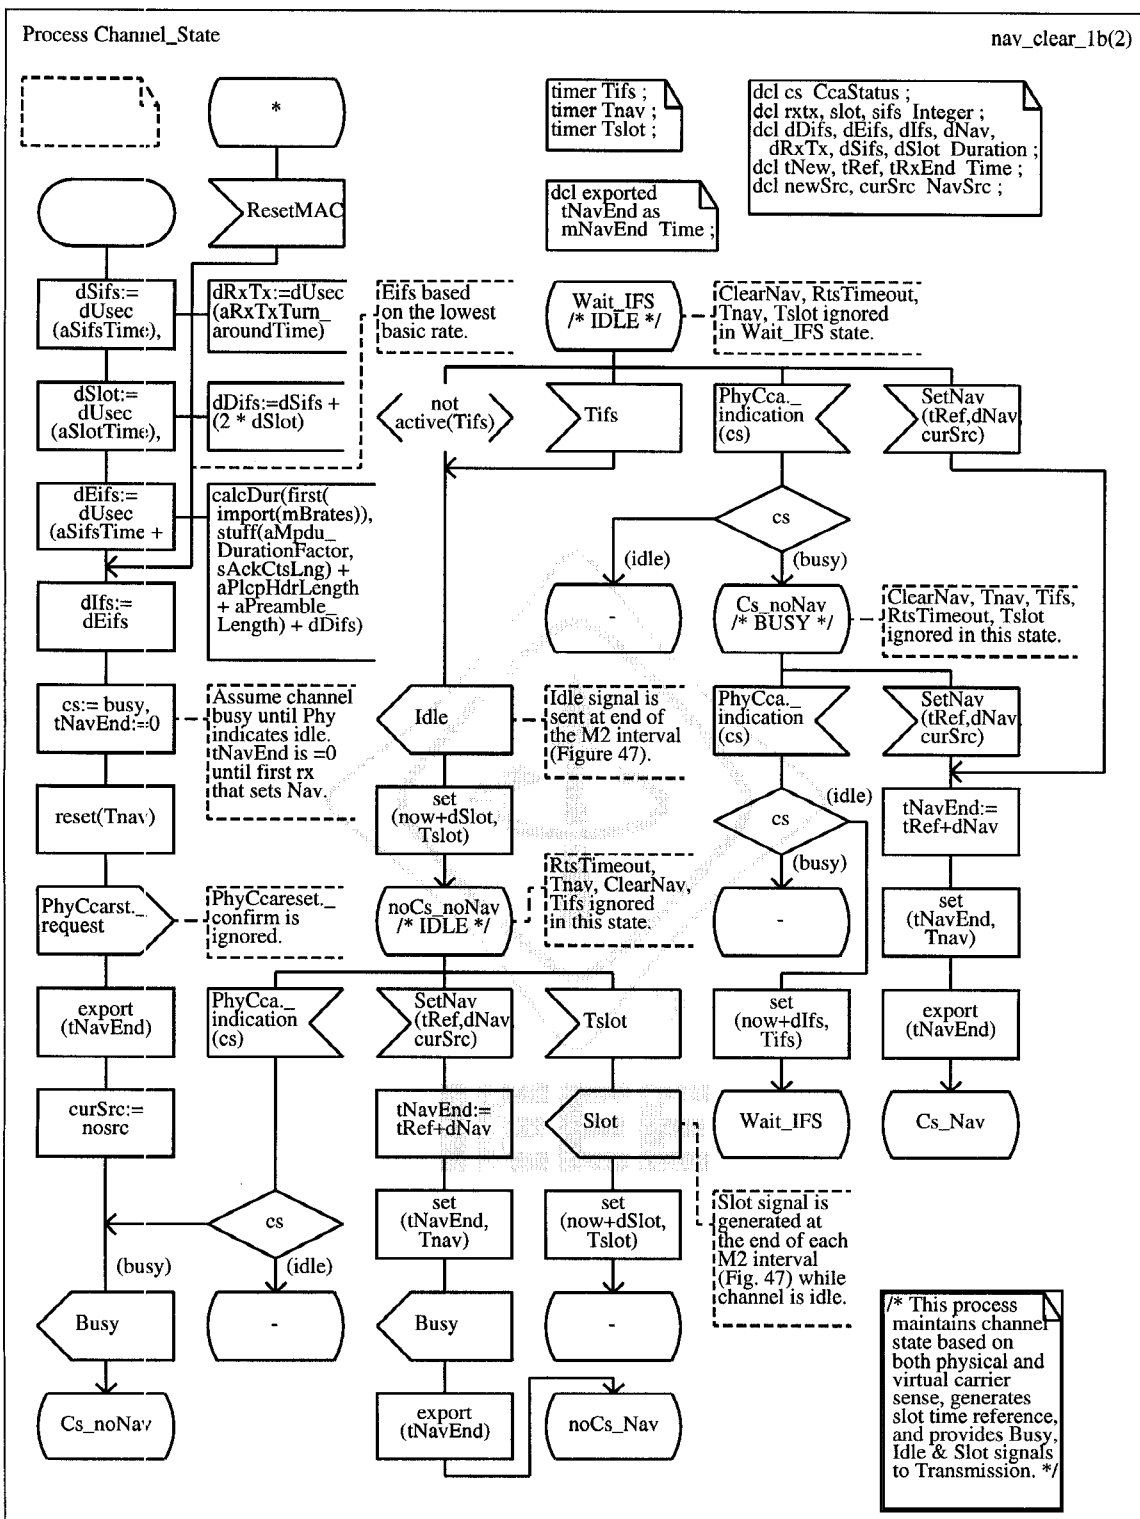 Process Channel_State
nav_clear_1b(2)
*
timer Tifs ;
timer Tnav ;
timer Tslot ;
dcl cs  CcaStatus ;
dcl rxtx, slot, sifs  Integer ;
dcl dDifs, dEifs, dIfs, dNav,
dRxTx, dSifs, dSlot  Duration ;
dcl tNew, tRef, tRxEnd  Time ;
dcl newSrc, curSrc  NavSrc ;
ResetMAC
dcl exported
tNavEnd as
mNavEnd  Time ;
dSifs:=
dUsec
(aSifsTime),
dRxTx:=dUsec
(aRxTxTurn_
aroundTime)
Eifs based
on the lowest
basic rate.
Wait_IFS
/* IDLE */
ClearNav, RtsTimeout,
Tnav, Tslot ignored
in Wait_IFS state.
dSlot:=
dUsec
(aSlotTime),
dDifs:=dSifs +
(2 * dSlot)
not
active(Tifs)
Tifs
PhyCca._
indication
(cs)
SetNav
(tRef,dNav
curSrc)
dEifs:=
dUsec
(aSifsTime +
calcDur(first(
import(mBrates)),
stuff(aMpdu_
DurationFactor,
sAckCtsLng) +
aPlcpHdrLength
+ aPreamble_
Length) + dDifs)
cs
(idle)
(busy)
dIfs:=
dEifs
-
Cs_noNav
/* BUSY */
ClearNav, Tnav, Tifs,
RtsTimeout, Tslot
ignored in this state.
cs:= busy,
tNavEnd:=0
Assume channel
busy until Phy
indicates idle.
tNavEnd is =0
until first rx
that sets Nav.
Idle
Idle signal is
sent at end of
the M2 interval
(Figure 47).
PhyCca._
indication
(cs)
SetNav
(tRef,dNav
curSrc)
reset(Tnav)
set
(now+dSlot,
Tslot)
cs
(idle)
(busy)
tNavEnd:=
tRef+dNav
PhyCcarst._
request
PhyCcareset._
confirm is
ignored.
noCs_noNav
/* IDLE */
RtsTimeout,
Tnav, ClearNav,
Tifs ignored
in this state.
-
set
(tNavEnd,
Tnav)
export
(tNavEnd)
PhyCca._
indication
(cs)
SetNav
(tRef,dNav
curSrc)
Tslot
set
(now+dIfs,
Tifs)
export
(tNavEnd)
curSrc:=
nosrc
tNavEnd:=
tRef+dNav
Slot
Wait_IFS
Cs_Nav
cs
(busy)
(idle)
set
(tNavEnd,
Tnav)
set
(now+dSlot,
Tslot)
Slot signal is
generated at
the end of each
M2 interval
(Fig. 47) while
channel is idle.
Busy
-
Busy
-
/* This process
maintains channel
state based on
both physical and
virtual carrier
sense, generates
slot time reference,
and provides Busy,
Idle & Slot signals
to Transmission. */
Cs_noNav
export
(tNavEnd)
noCs_Nav